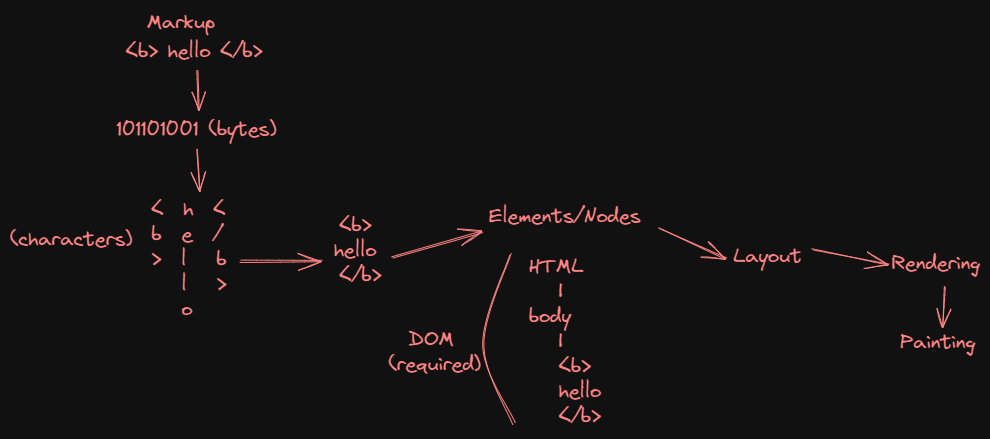 Markup
<b> hello </b>
101101001 (bytes)
(characters)
< h <
b e /
> l b
l >
o
<b>
hello
</b>
Elements/Nodes
HTML
|
body
|
<b>
hello
</b>
DOM
(required)
Layout
Rendering
Painting